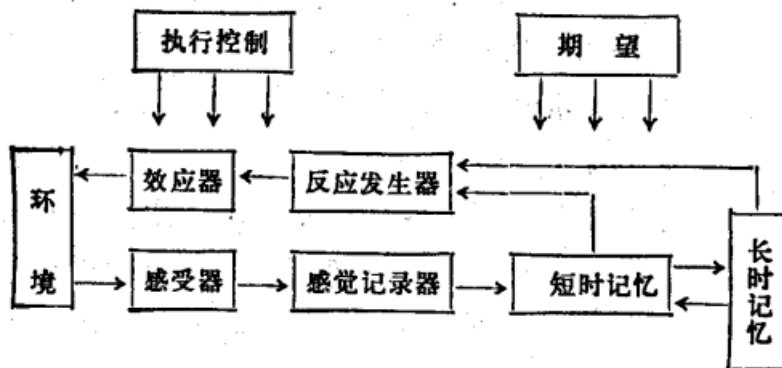 执行控制
期望
效应器
反应发生器
环境
感受器
感觉记录器
短时记忆
长时记忆